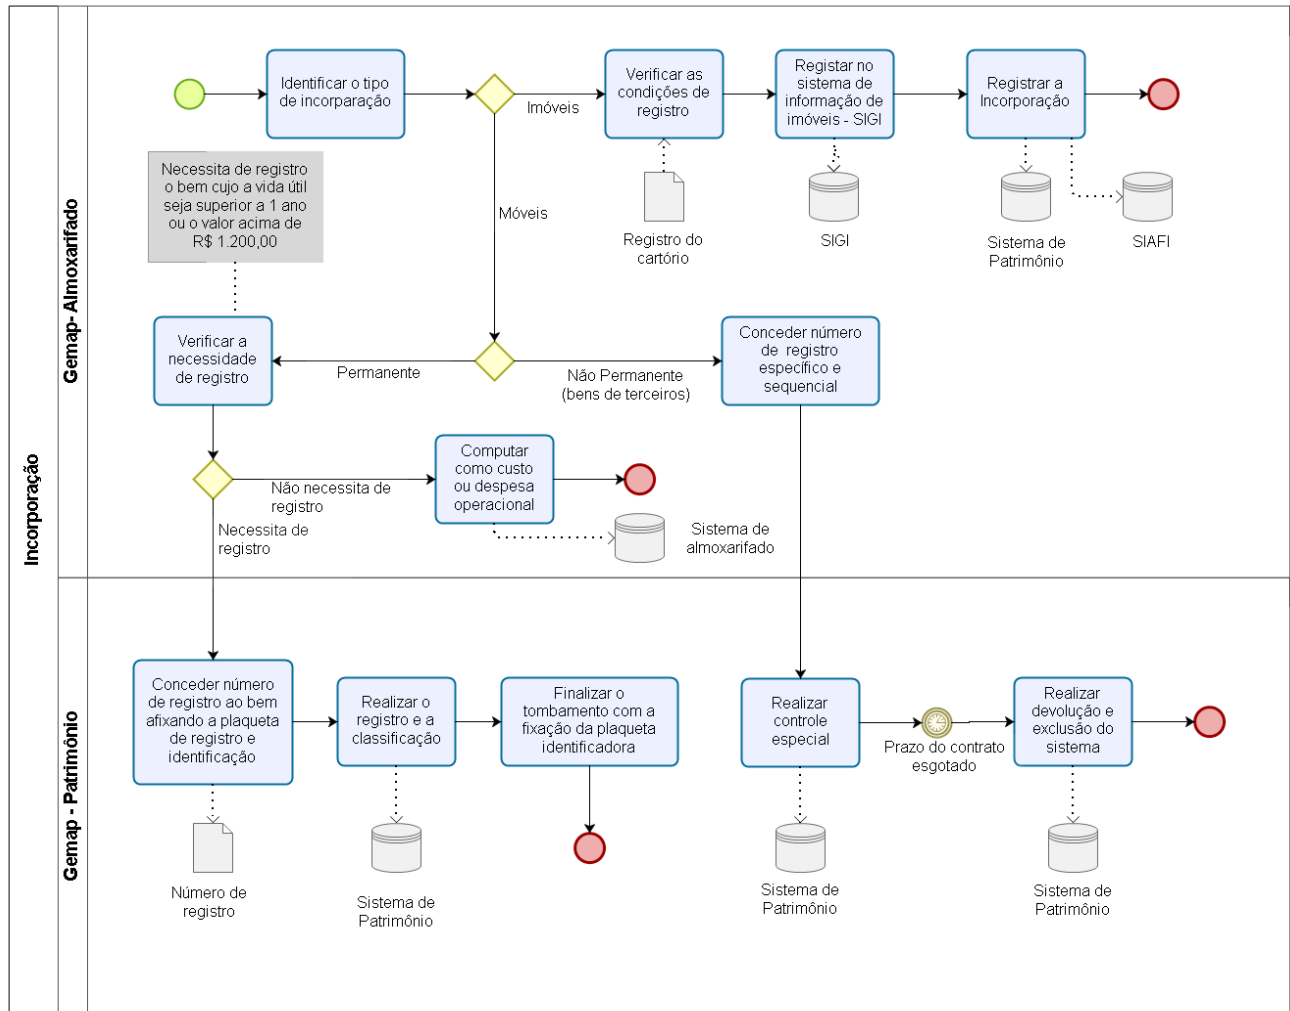 Incorporação
Gemap- Almoxarifado
Identificar o tipo
de incorparação
Imóveis
Verificar as
condições de
registro
Registar no
sistema de
informação de
imóveis - SIGI
Registrar a
Incorporação
Necessita de registro
o bem cujo a vida útil
seja superior a 1 ano
ou o valor acima de
R$ 1.200,00
Móveis
Registro do
cartório
SIGI
Sistema de
Patrimônio
SIAFI
Verificar a
necessidade
de registro
Permanente
Não Permanente
(bens de terceiros)
Conceder número
de registro
específico e
sequencial
Não necessita de
registro
Computar
como custo
ou despesa
operacional
Necessita de
registro
Sistema de
almoxarifado
Gemap - Patrimônio
Conceder número
de registro ao bem
afixando a plaqueta
de registro e
identificação
Realizar o
registro e a
classificação
Finalizar o
tombamento com a
fixação da plaqueta
identificadora
Realizar
controle
especial
Prazo do contrato
esgotado
Realizar
devolução e
exclusão do
sistema
Número de
registro
Sistema de
Patrimônio
Sistema de
Patrimônio
Sistema de
Patrimônio